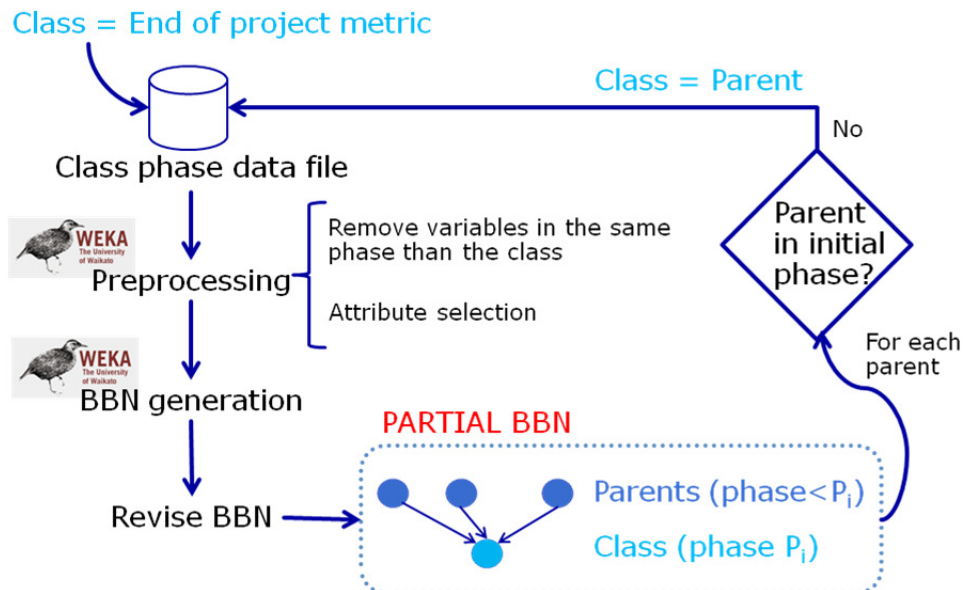 Class = End of project metric
Class = Parent
No
Class phase data file
Parent
in initial
phase?
WEKA
The University
of Waikato
Remove variables in the same
phase than the class
Preprocessing
Attribute selection
For each
parent
WEKA
The University
of Waikato
BBN generation
PARTIAL BBN
Parents (phase<Pi)
Revise BBN
Class (phase Pi)